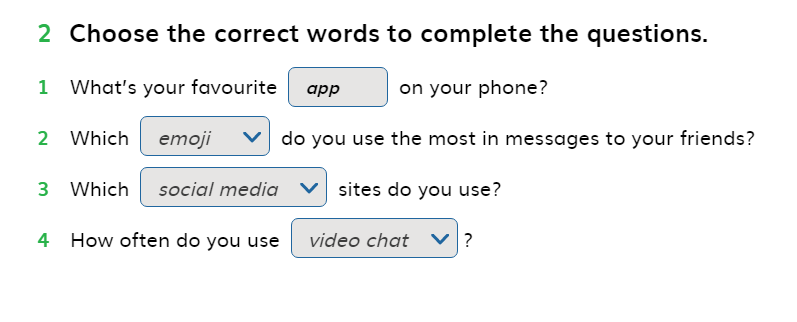 2 Choose the correct words to complete the questions.
1 What's your favourite app on your phone?
2 Which emoji do you use the most in messages to your friends?
3 Which social media sites do you use?
4 How often do you use video chat ?